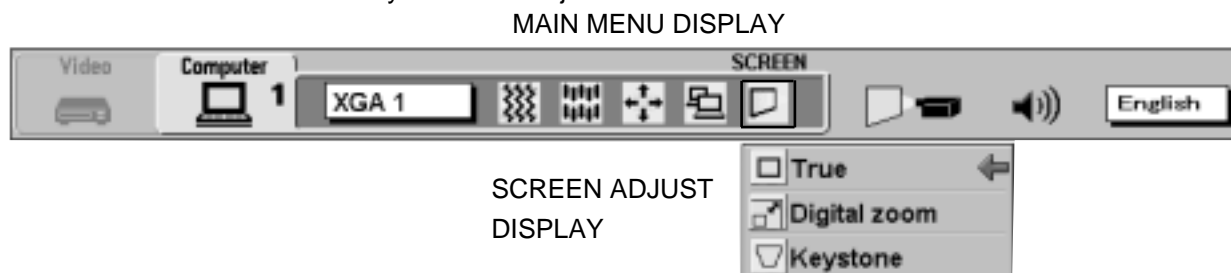 MAIN MENU DISPLAY
SCREEN
Video Computer 1 XGA 1 English
SCREEN ADJUST
DISPLAY
True
Digital zoom
Keystone